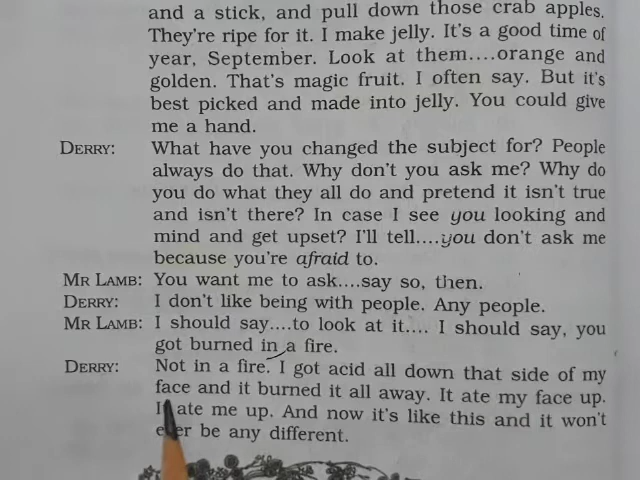 and a stick, and pull down those crab apples.
They're ripe for it. I make jelly. It's a good time of
year, September. Look at them....orange and
golden. That's magic fruit. I often say. But it's
best picked and made into jelly. You could give
me a hand.
DERRY: What have you changed the subject for? People
always do that. Why don't you ask me? Why do
you do what they all do and pretend it isn't true
and isn't there? In case I see you looking and
mind and get upset? I'll tell....you don't ask me
because you're afraid to.
MR LAMB: You want me to ask....say so, then.
DERRY: I don't like being with people. Any people.
MR LAMB: I should say....to look at it.... I should say, you
got burned in a fire.
DERRY: Not in a fire. I got acid all down that side of my
face and it burned it all away. It ate my face up.
It ate me up. And now it's like this and it won't
ever be any different.